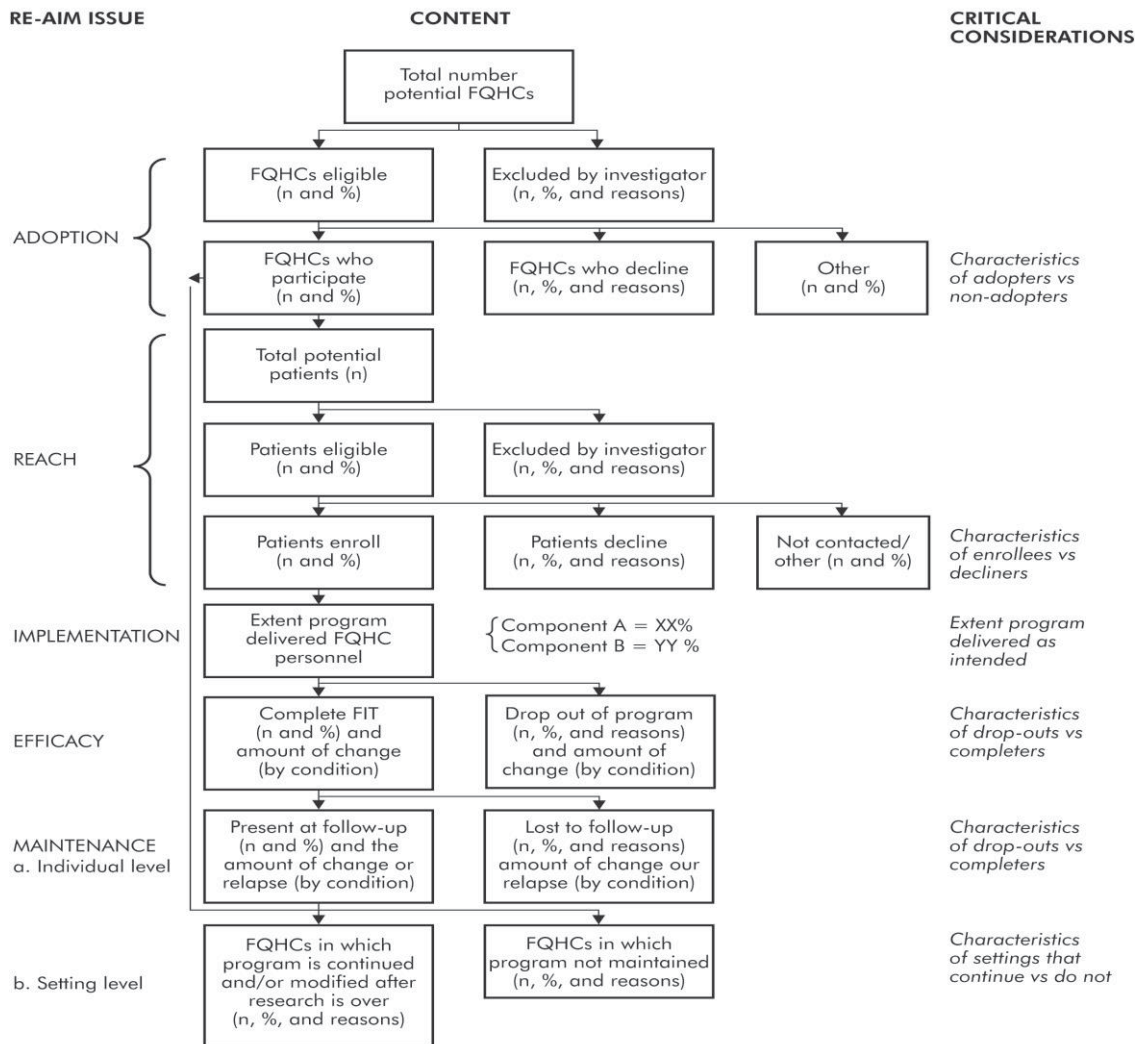 RE-AIM ISSUE
CONTENT
CRITICAL
CONSIDERATIONS
Total number
potential FQHCs
FQHCs eligible
(n and %)
Excluded by investigator
(n, %, and reasons)
ADOPTION
FQHCs who
participate
(n and %)
FQHCs who decline
(n, %, and reasons)
Other
(n and %)
Characteristics
of adopters vs
non-adopters
Total potential
patients (n)
REACH
Patients eligible
(n and %)
Excluded by investigator
(n, %, and reasons)
Patients enroll
(n and %)
Patients decline
(n, %, and reasons)
Not contacted/
other (n and %)
Characteristics
of enrollees vs
decliners
IMPLEMENTATION
Extent program
delivered FQHC
personnel
Component A = XX%
Component B = YY %
Extent program
delivered as
intended
EFFICACY
Complete FIT
(n and %) and
amount of change
(by condition)
Drop out of program
(n, %, and reasons)
and amount of
change (by condition)
Characteristics
of drop-outs vs
completers
MAINTENANCE
a. Individual level
Present at follow-up
(n and %) and the
amount of change or
relapse (by condition)
Lost to follow-up
(n, %, and reasons)
amount of change our
relapse (by condition)
Characteristics
of drop-outs vs
completers
b. Setting level
FQHCs in which
program is continued
and/or modified after
research is over
(n, %, and reasons)
FQHCs in which
program not maintained
(n, %, and reasons)
Characteristics
of settings that
continue vs do not